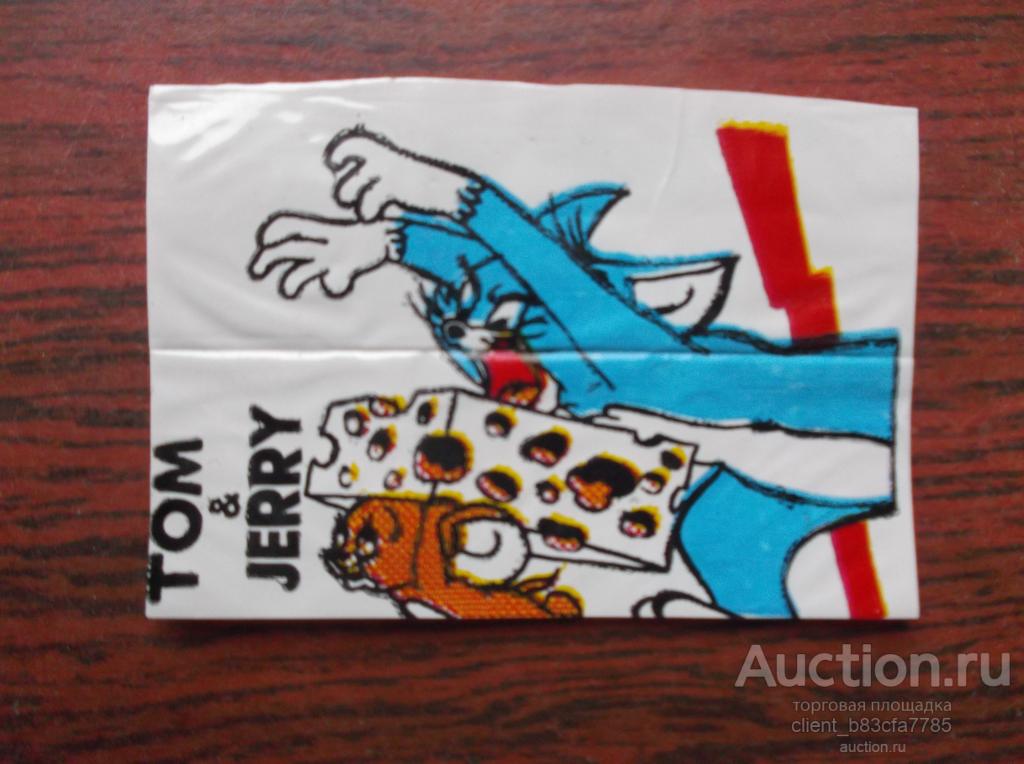 TOM
&
JERRY
Auction.ru
торговая площадка
client_b83cfa7785
auction.ru